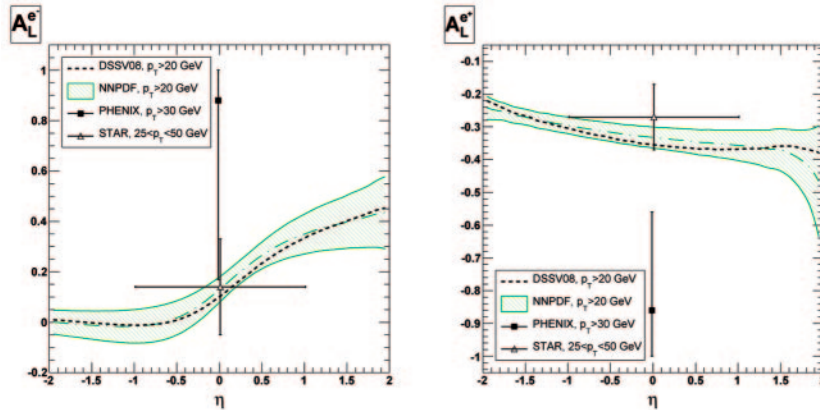 A_L^{e^-}
1
0.8
0.6
0.4
0.2
0
-0.2
DSSV08, p_T>20 GeV
NNPDF, p_T>20 GeV
PHENIX, p_T>30 GeV
STAR, 25<p_T<50 GeV
-2 -1.5 -1 -0.5 0 0.5 1 1.5 2
η
A_L^{e^+}
-0.1
-0.2
-0.3
-0.4
-0.5
-0.6
-0.7
-0.8
-0.9
-1
DSSV08, p_T>20 GeV
NNPDF, p_T>20 GeV
PHENIX, p_T>30 GeV
STAR, 25<p_T<50 GeV
-2 -1.5 -1 -0.5 0 0.5 1 1.5 2
η